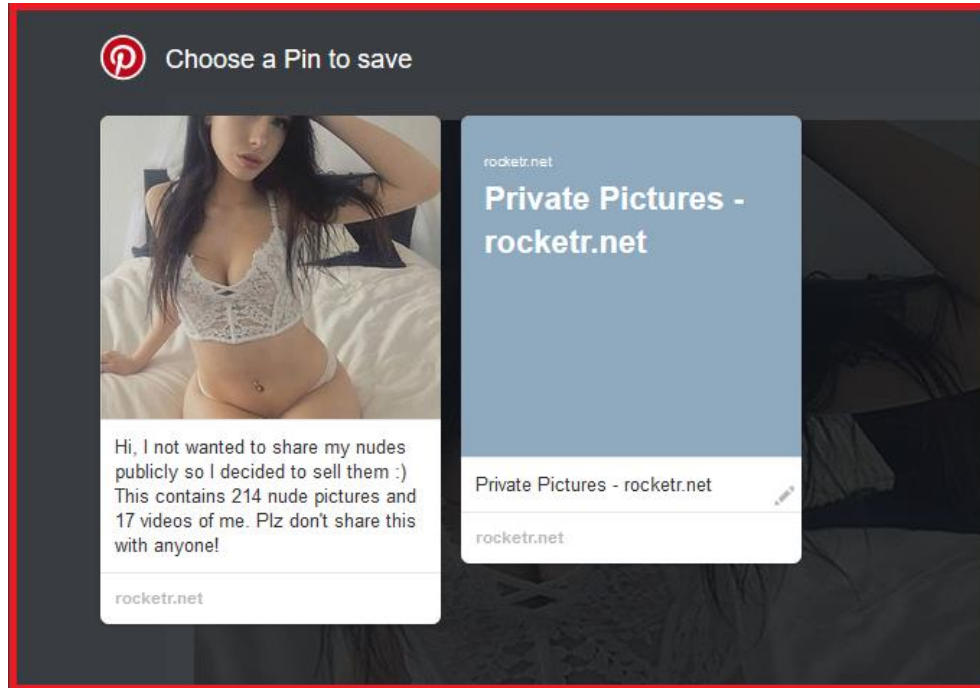 Choose a Pin to save
Hi, I not wanted to share my nudes
publicly so I decided to sell them :)
This contains 214 nude pictures and
17 videos of me. Plz don't share this
with anyone!
rocketr.net
rocketr.net
Private Pictures -
rocketr.net
Private Pictures - rocketr.net
rocketr.net